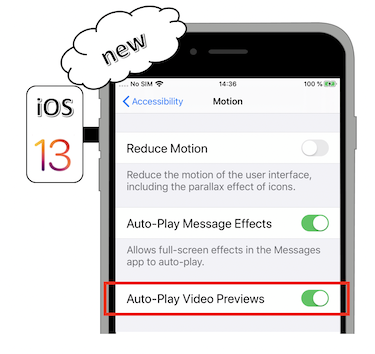 new
iOS
13
No SIM 14:36 100 %
Accessibility Motion
Reduce Motion
Reduce the motion of the user interface,
including the parallax effect of icons.
Auto-Play Message Effects
Allows full-screen effects in the Messages
app to auto-play.
Auto-Play Video Previews